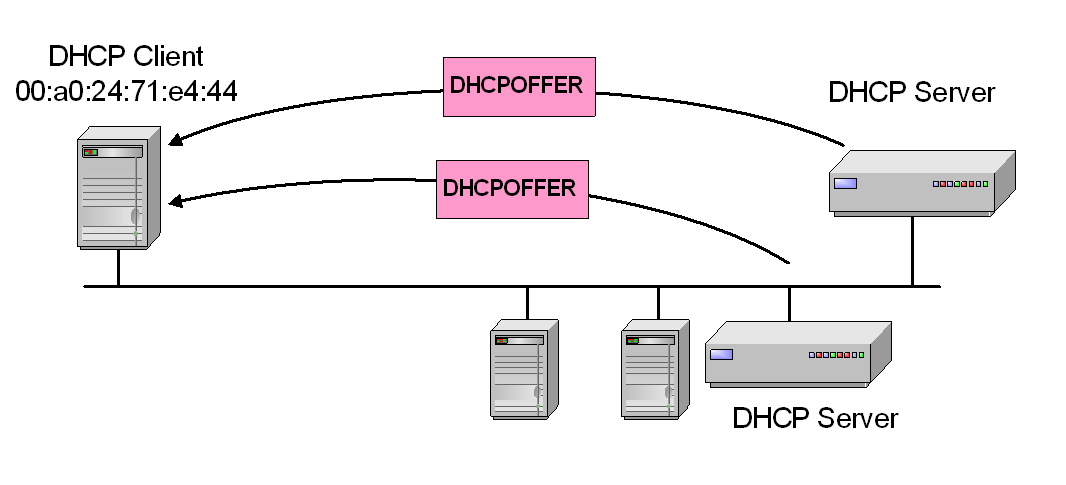 DHCP Client
00:a0:24:71:e4:44
DHCPOFFER
DHCP Server
DHCPOFFER
DHCP Server